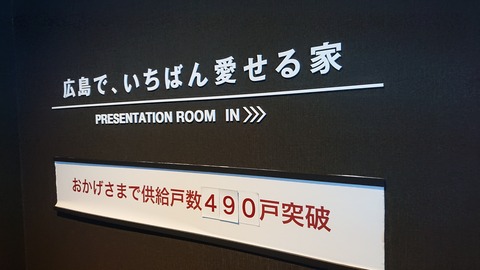 広島で、いちばん愛せる家
PRESENTATION ROOM IN >>>
おかげさまで供給戸数490戸突破